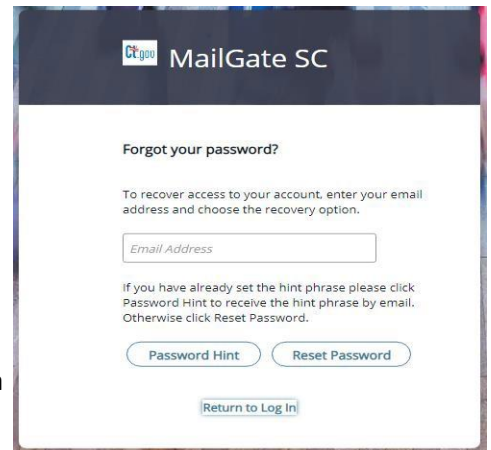 Ct.gov MailGate SC
Forgot your password?
To recover access to your account, enter your email
address and choose the recovery option.
Email Address
If you have already set the hint phrase please click
Password Hint to receive the hint phrase by email.
Otherwise click Reset Password.
Password Hint Reset Password
Return to Log In